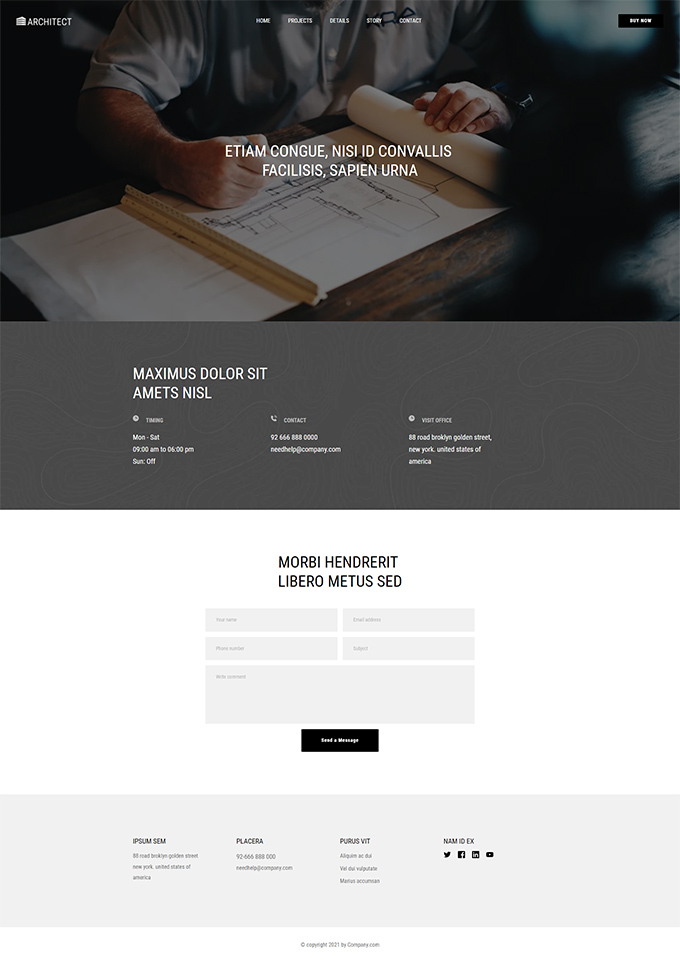 ARCHITECT
HOME PROJECTS DETAILS STORY CONTACT
BUY NOW
ETIAM CONGUE, NISI ID CONVALLIS
FACILISIS, SAPIEN URNA
MAXIMUS DOLOR SIT
AMETS NISL
TIMING
Mon - Sat
09:00 am to 06:00 pm
Sun: Off
CONTACT
92 666 888 0000
needhelp@company.com
VISIT OFFICE
88 road broklyn golden street,
new york. united states of
america
MORBI HENDRERIT
LIBERO METUS SED
Your name
Email address
Phone number
Subject
Write comment
Send a Message
IPSUM SEM
88 road broklyn golden street
new york. united states of
america
PLACERA
92-666 888 000
needhelp@company.com
PURUS VIT
Aliquim ac dui
Vel dui vulputate
Marius accumsan
NAM ID EX
© copyright 2021 by Company.com